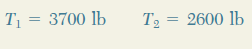 T₁ = 3700 lb T₂ = 2600 lb